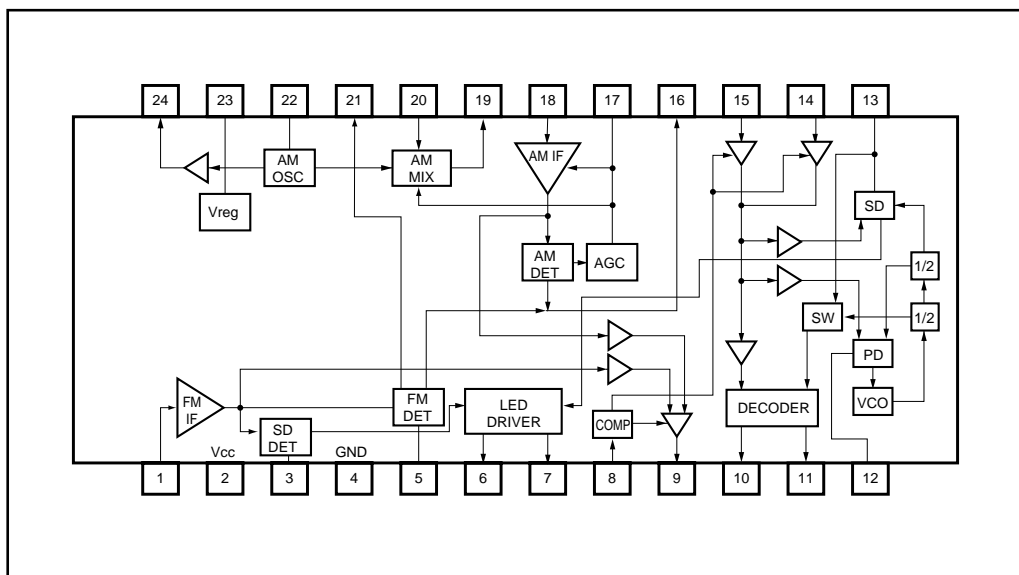 24 23 22 21 20 19 18 17 16 15 14 13
AM IF
AM
OSC
AM
MIX
Vreg
SD
AM
DET
AGC
1/2
SW
1/2
PD
FM
IF
FM
DET
LED
DRIVER
DECODER
VCO
SD
DET
COMP
Vcc
GND
1 2 3 4 5 6 7 8 9 10 11 12